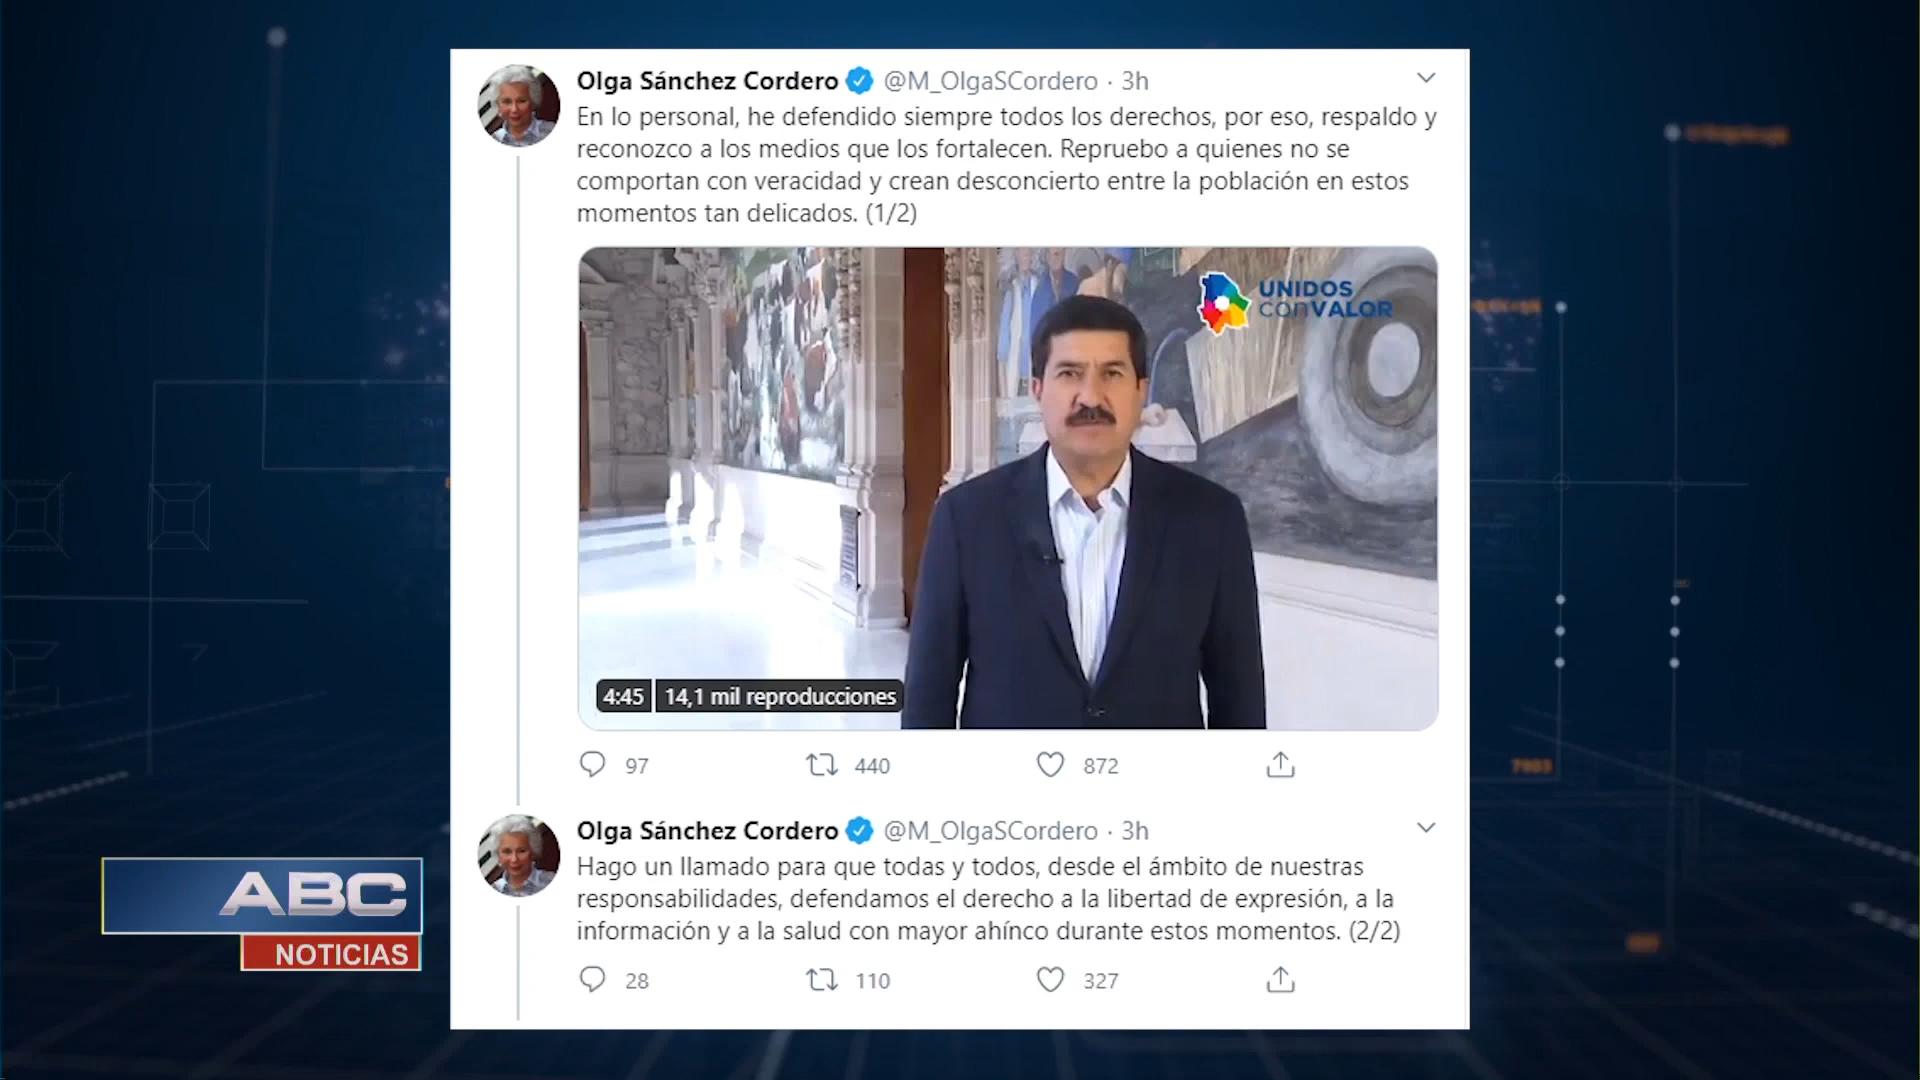 Olga Sánchez Cordero @M_OlgaSCordero · 3h
En lo personal, he defendido siempre todos los derechos, por eso, respaldo y
reconozco a los medios que los fortalecen. Repruebo a quienes no se
comportan con veracidad y crean desconcierto entre la población en estos
momentos tan delicados. (1/2)
UNIDOS
conVALOR
4:45 14,1 mil reproducciones
97 440 872
Olga Sánchez Cordero @M_OlgaSCordero · 3h
Hago un llamado para que todas y todos, desde el ámbito de nuestras
responsabilidades, defendamos el derecho a la libertad de expresión, a la
información y a la salud con mayor ahínco durante estos momentos. (2/2)
28 110 327
ABC
NOTICIAS
7903